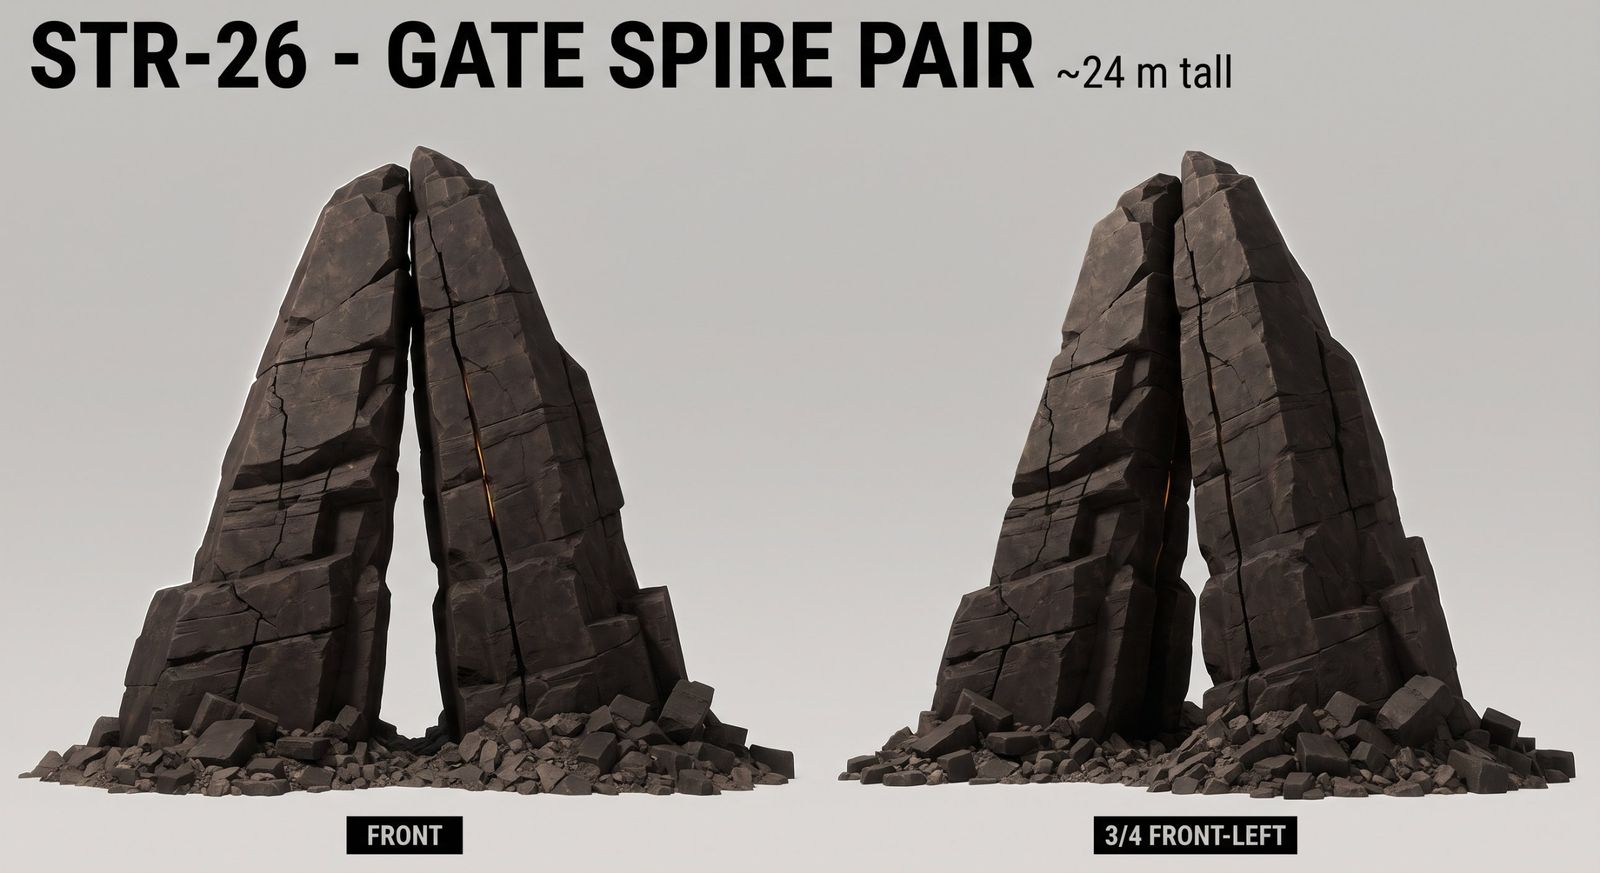 STR-26 - GATE SPIRE PAIR ~24 m tall
FRONT
3/4 FRONT-LEFT